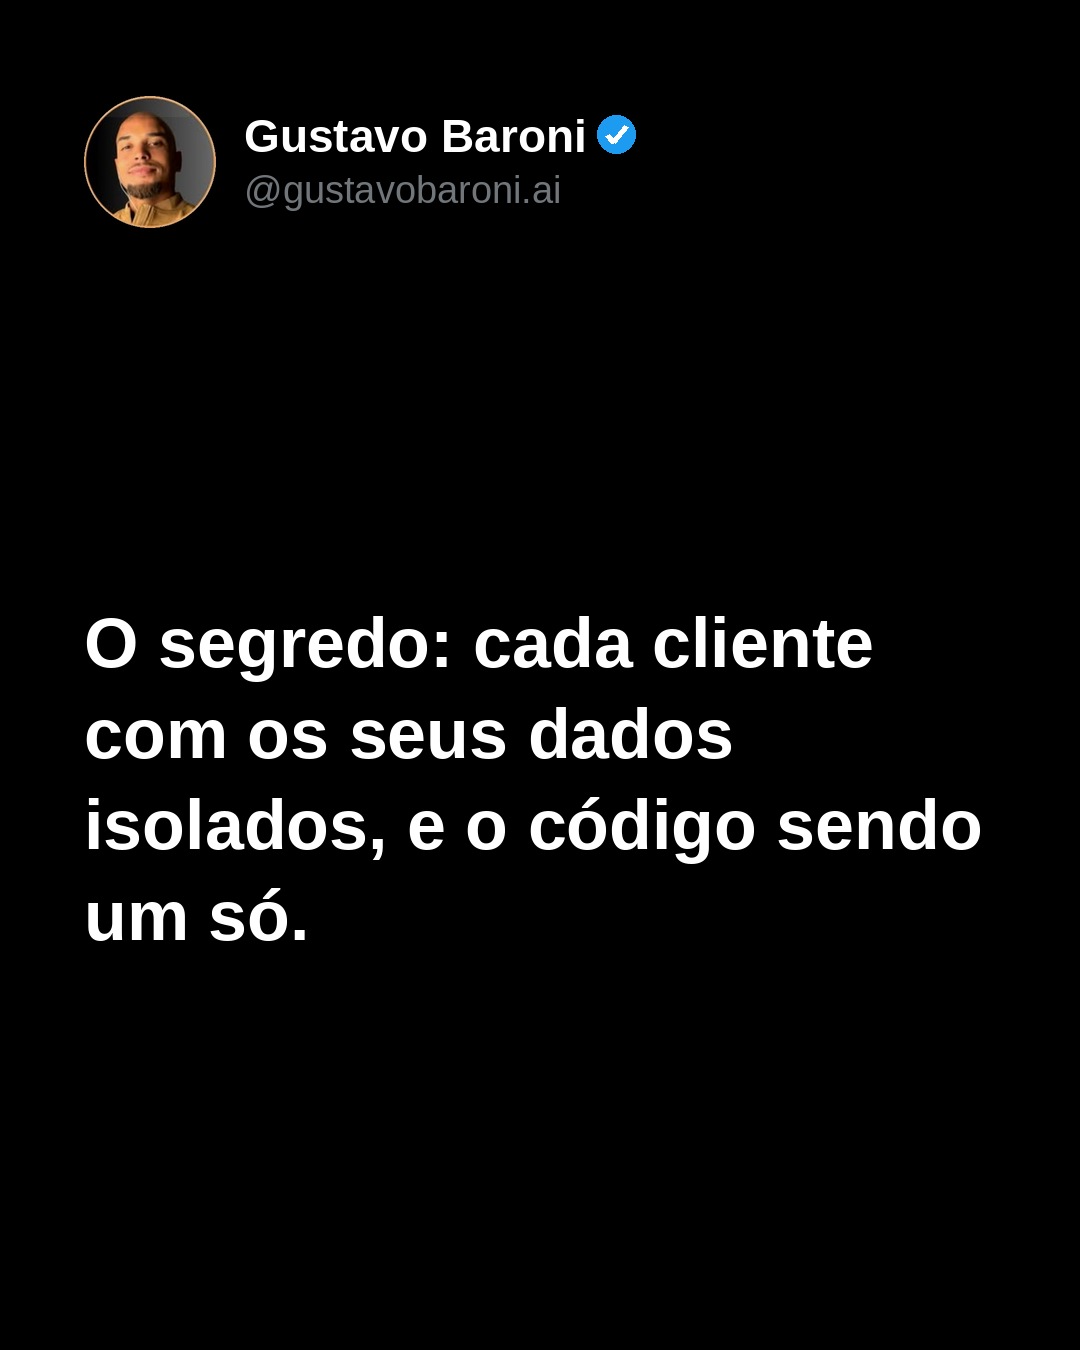 Gustavo Baroni
@gustavobaroni.ai
O segredo: cada cliente
com os seus dados
isolados, e o código sendo
um só.